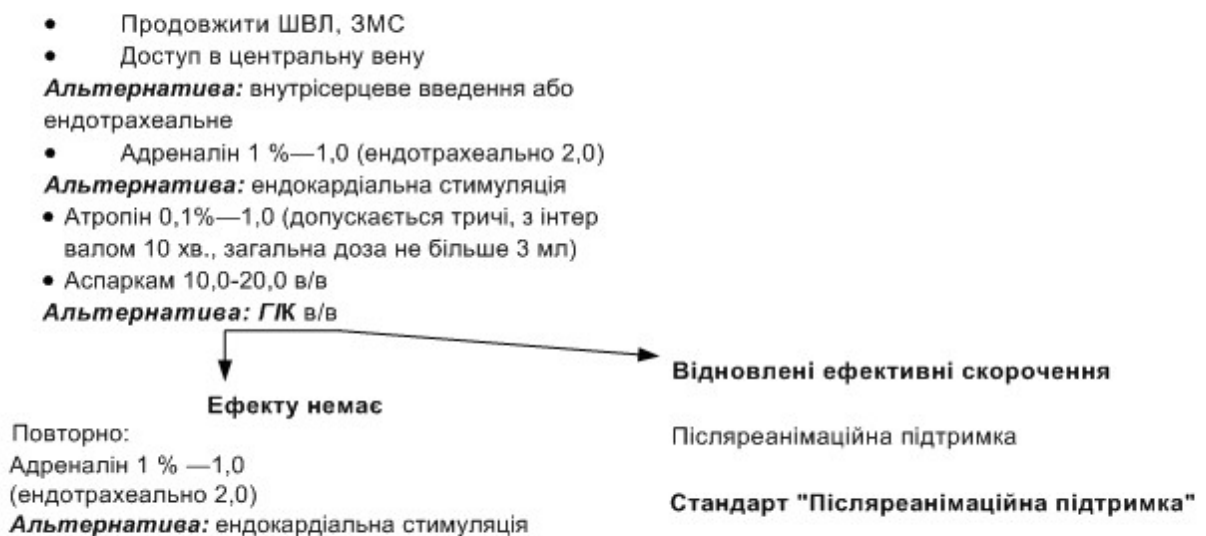 • Продовжити ШВЛ, ЗМС
• Доступ в центральну вену
Альтернатива: внутрісерцеве введення або
ендотрахеальне
• Адреналін 1 %—1,0 (ендотрахеально 2,0)
Альтернатива: ендокардіальна стимуляція
• Атропін 0,1%—1,0 (допускається тричі, з інтер
валом 10 хв., загальна доза не більше 3 мл)
• Аспаркам 10,0-20,0 в/в
Альтернатива: Г/К в/в
Ефекту немає
Повторно:
Адреналін 1 % —1,0
(ендотрахеально 2,0)
Альтернатива: ендокардіальна стимуляція
Відновлені ефективні скорочення
Післяреанімаційна підтримка
Стандарт "Післяреанімаційна підтримка"